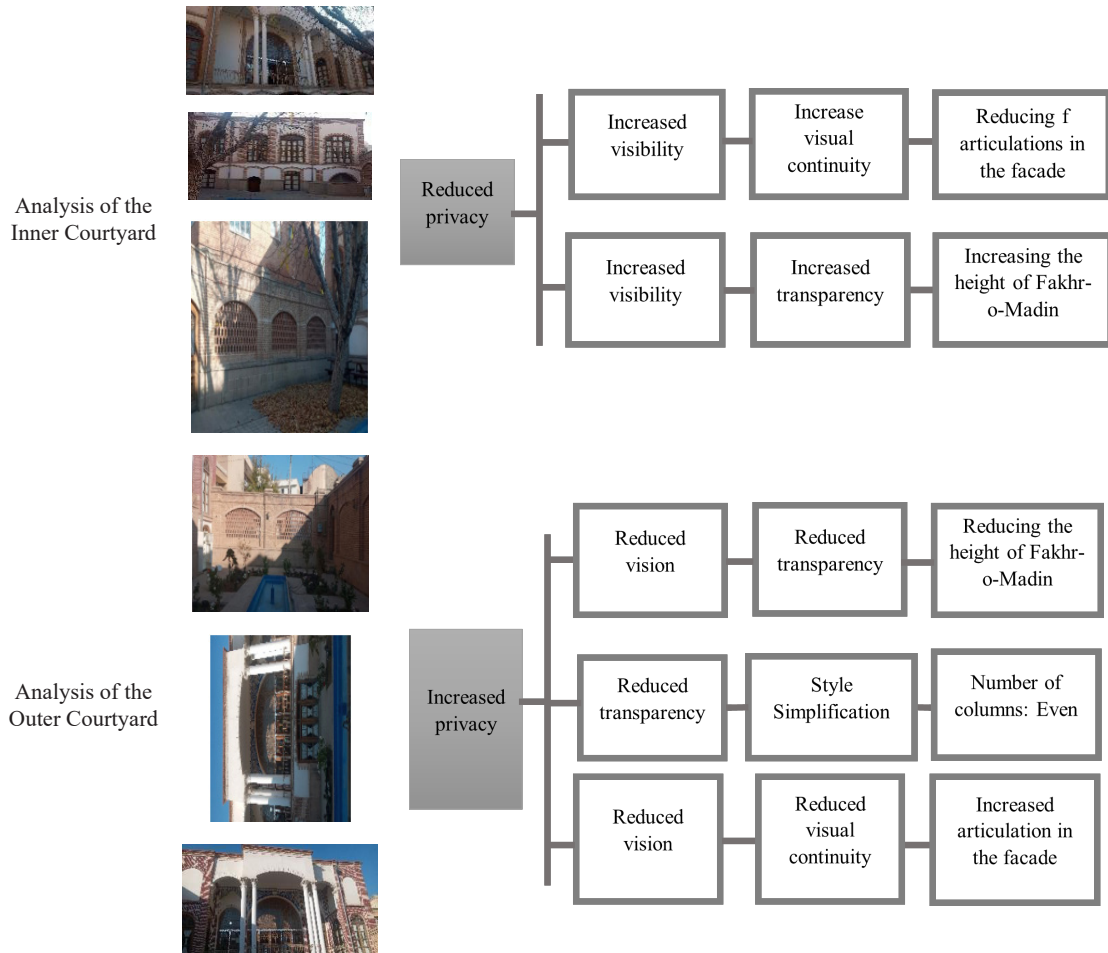 Analysis of the
Inner Courtyard
Reduced
privacy
Increased
visibility
Increase
visual
continuity
Reducing f
articulations in
the facade
Increased
visibility
Increased
transparency
Increasing the
height of Fakhr-
o-Madin
Analysis of the
Outer Courtyard
Increased
privacy
Reduced
vision
Reduced
transparency
Reducing the
height of Fakhr-
o-Madin
Reduced
transparency
Style
Simplification
Number of
columns: Even
Reduced
vision
Reduced
visual
continuity
Increased
articulation in
the facade